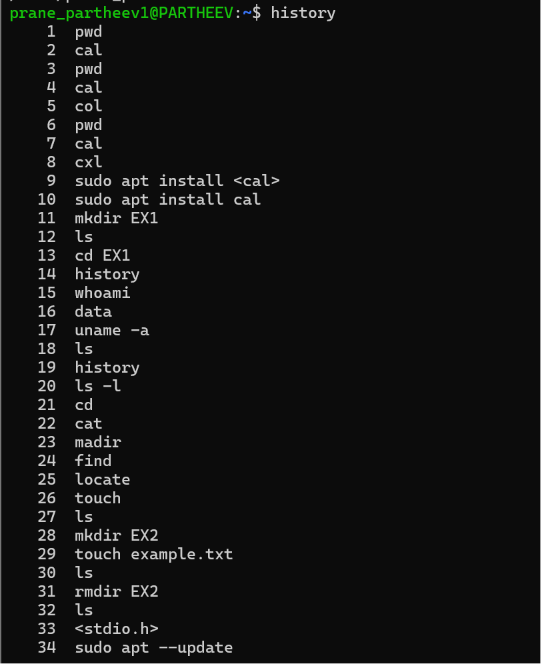 prane_partheev1@PARTHEEV:~$ history
1 pwd
2 cal
3 pwd
4 cal
5 col
6 pwd
7 cal
8 cxl
9 sudo apt install <cal>
10 sudo apt install cal
11 mkdir EX1
12 ls
13 cd EX1
14 history
15 whoami
16 data
17 uname -a
18 ls
19 history
20 ls -l
21 cd
22 cat
23 madir
24 find
25 locate
26 touch
27 ls
28 mkdir EX2
29 touch example.txt
30 ls
31 rmdir EX2
32 ls
33 <stdio.h>
34 sudo apt --update